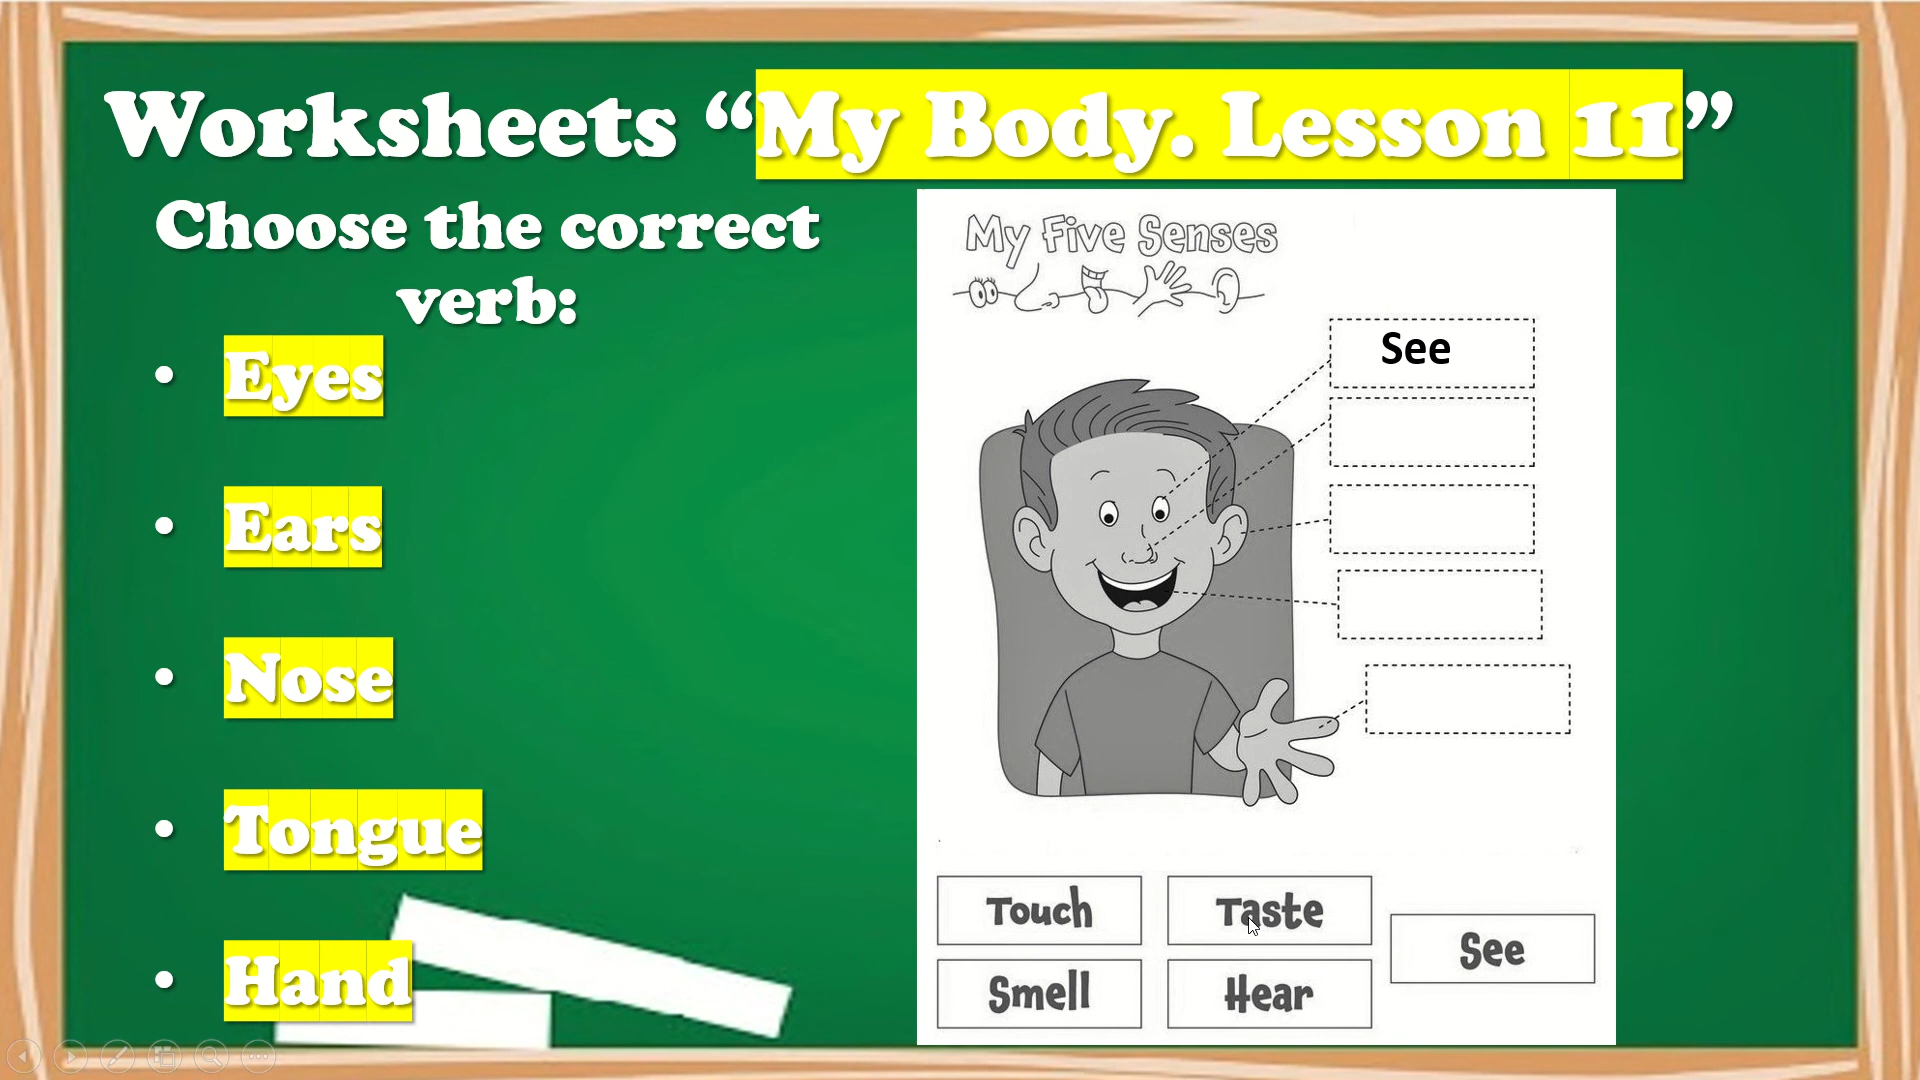 Worksheets “My Body. Lesson 11”
Choose the correct
verb:
• Eyes
• Ears
• Nose
• Tongue
• Hand
My Five Senses
See
Touch
Taste
See
Smell
Hear